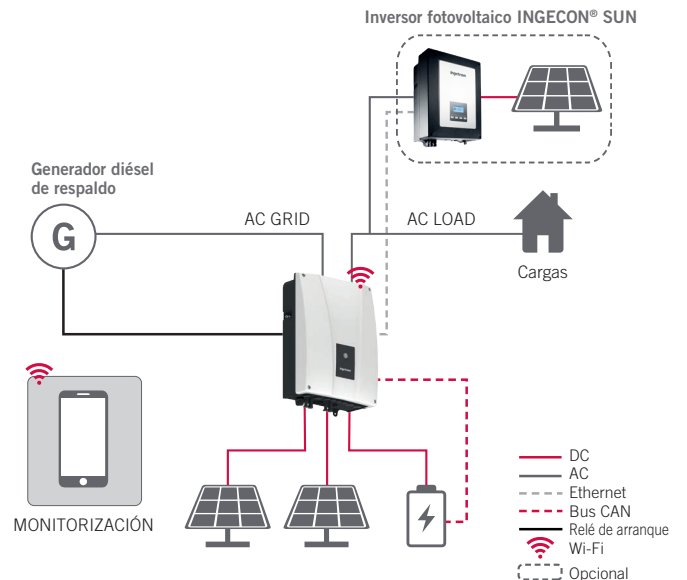 Inversor fotovoltaico INGECON® SUN
Generador diésel
de respaldo
G
AC GRID
AC LOAD
Cargas
MONITORIZACIÓN
DC
AC
Ethernet
Bus CAN
Relé de arranque
Wi-Fi
Opcional